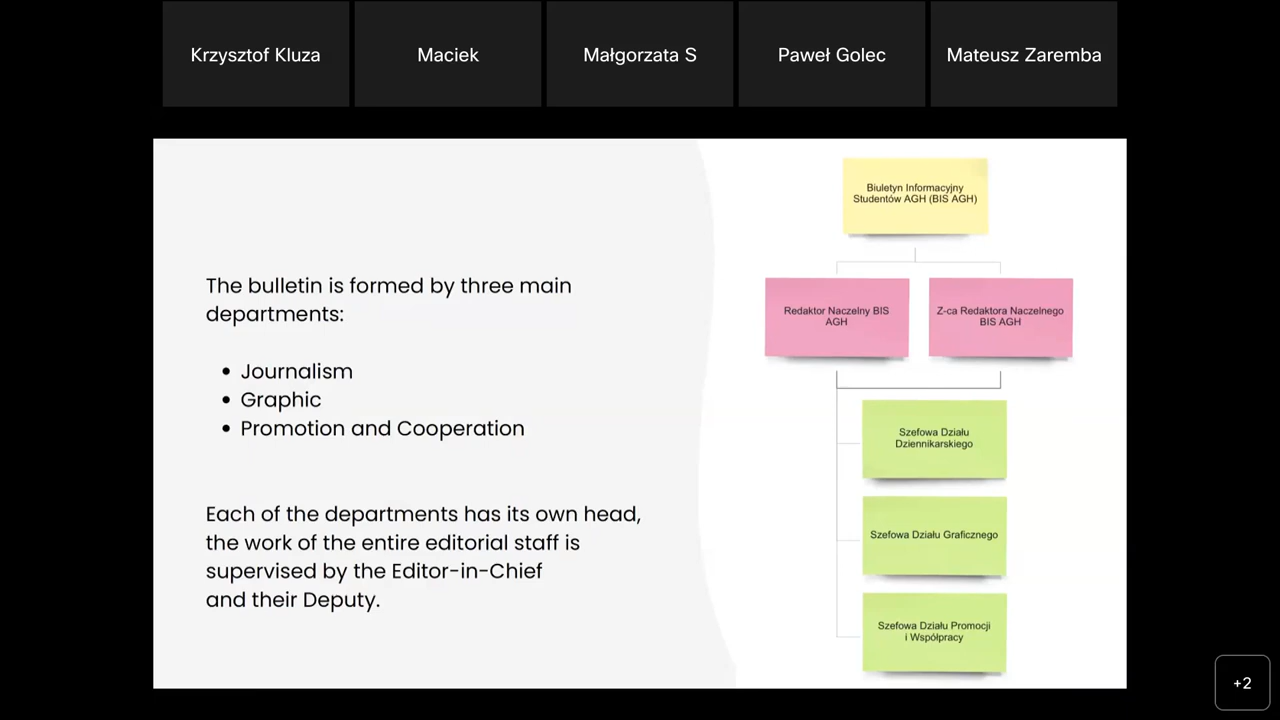 Krzysztof Kluza
Maciek
Małgorzata S
Paweł Golec
Mateusz Zaremba
The bulletin is formed by three main
departments:
• Journalism
• Graphic
• Promotion and Cooperation
Each of the departments has its own head,
the work of the entire editorial staff is
supervised by the Editor-in-Chief
and their Deputy.
Biuletyn Informacyjny
Studentów AGH (BIS AGH)
Redaktor Naczelny BIS
AGH
Z-ca Redaktora Naczelnego
BIS AGH
Szefowa Działu
Dziennikarskiego
Szefowa Działu Graficznego
Szefowa Działu Promocji
i Współpracy
+2